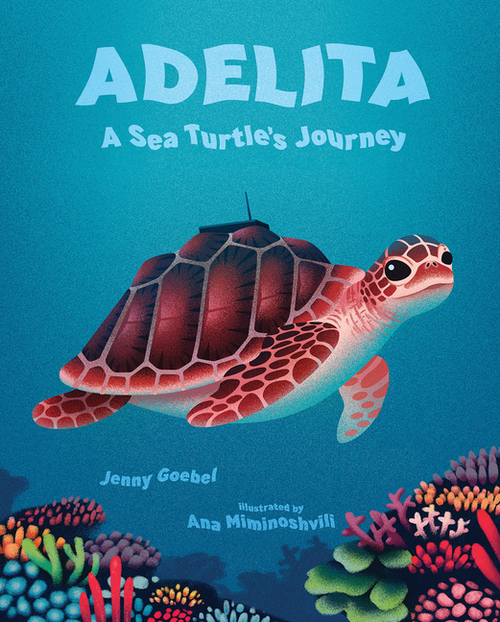 ADELITA
A Sea Turtle's Journey
Jenny Goebel
illustrated by
Ana Miminoshvili